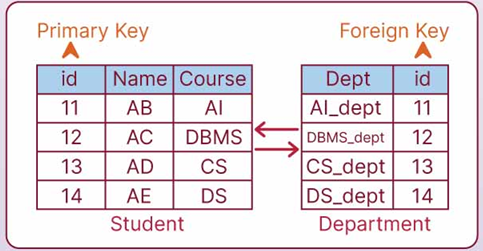 Primary Key Foreign Key
id Name Course Dept id
11 AB AI AI_dept 11
12 AC DBMS DBMS_dept 12
13 AD CS CS_dept 13
14 AE DS DS_dept 14
Student Department